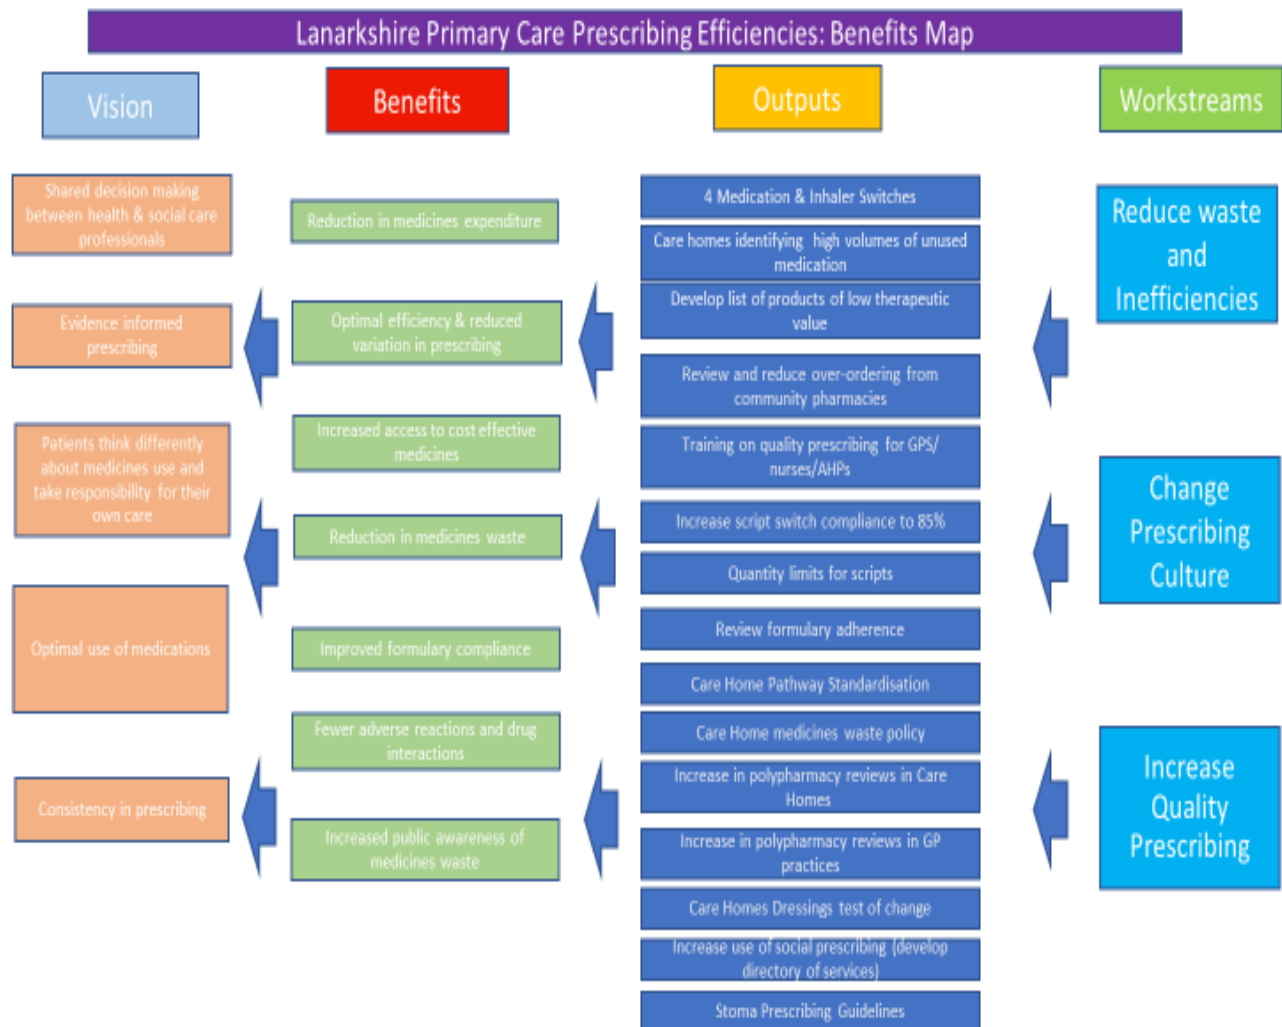 Lanarkshire Primary Care Prescribing Efficiencies: Benefits Map
Vision
Benefits
Outputs
Workstreams
Shared decision making
between health & social care
professionals
Evidence informed
prescribing
Patients think differently
about medicines use and
take responsibility for their
own care
Optimal use of medications
Consistency in prescribing
Reduction in medicines expenditure
Optimal efficiency & reduced
variation in prescribing
Increased access to cost effective
medicines
Reduction in medicines waste
Improved formulary compliance
Fewer adverse reactions and drug
interactions
Increased public awareness of
medicines waste
4 Medication & Inhaler Switches
Care homes identifying high volumes of unused
medication
Develop list of products of low therapeutic
value
Review and reduce over-ordering from
community pharmacies
Training on quality prescribing for GPS/
nurses/AHPs
Increase script switch compliance to 85%
Quantity limits for scripts
Review formulary adherence
Care Home Pathway Standardisation
Care Home medicines waste policy
Increase in polypharmacy reviews in Care
Homes
Increase in polypharmacy reviews in GP
practices
Care Homes Dressings test of change
Increase use of social prescribing (develop
directory of services)
Stoma Prescribing Guidelines
Reduce waste
and
Inefficiencies
Change
Prescribing
Culture
Increase
Quality
Prescribing